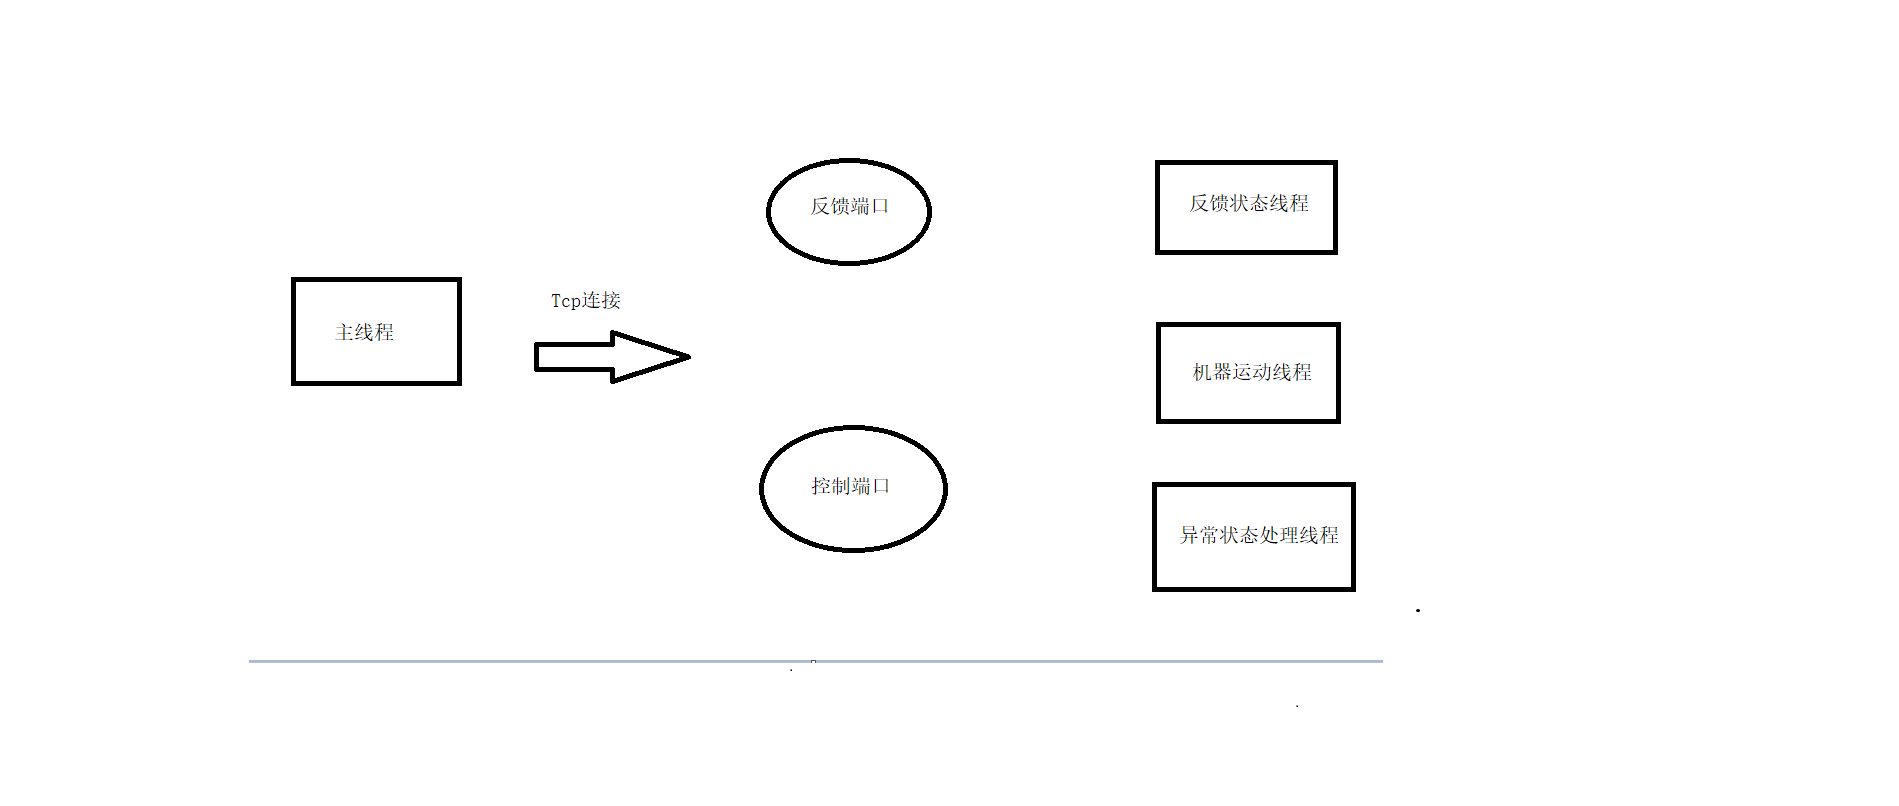 主线程
Tcp连接
反馈端口
控制端口
反馈状态线程
机器运动线程
异常状态处理线程